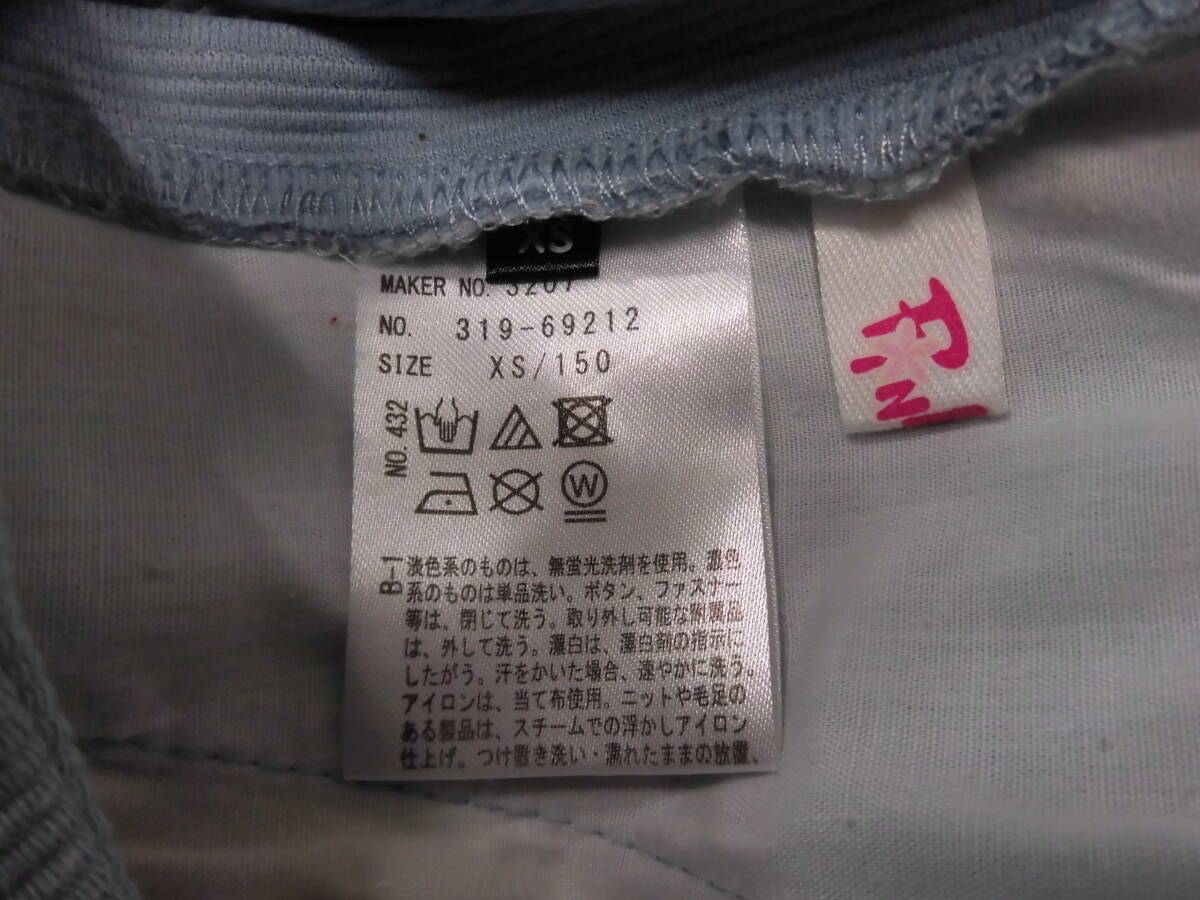 XS
MAKER NO. 3207
NO. 319-69212
SIZE XS/150
NO. 432
W
B-1
淡色系のものは、無蛍光洗剤を使用。濃色
系のものは単品洗い。ボタン、ファスナー
等は、閉じて洗う。取り外し可能な附製品
は、外して洗う。漂白は、漂白剤の指示に
したがう。汗をかいた場合、速やかに洗う。
アイロンは、当て布使用。ニットや毛足の
ある製品は、スチームでの浮かしアイロン
仕上げ。つけ置き洗い・濡れたままの放置、